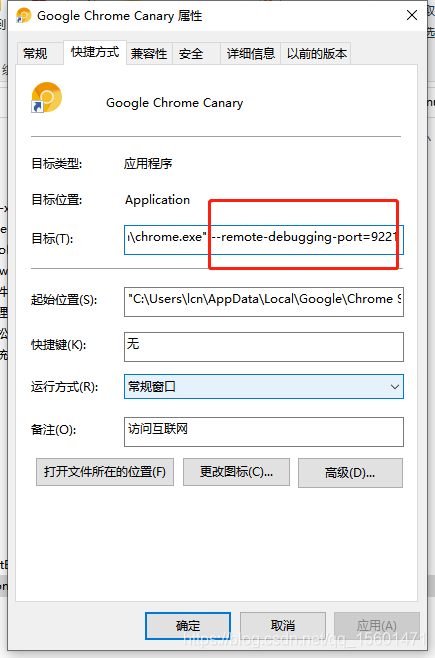 Google Chrome Canary 属性
常规 快捷方式 兼容性 安全 详细信息 以前的版本
Google Chrome Canary
目标类型: 应用程序
目标位置: Application
目标(T): \chrome.exe" --remote-debugging-port=9221
起始位置(S): "C:\Users\lcn\AppData\Local\Google\Chrome S
快捷键(K): 无
运行方式(R): 常规窗口
备注(O): 访问互联网
打开文件所在的位置(F) 更改图标(C)... 高级(D)...
确定 取消 应用(A)
https://blog.csdn.net/qq_15601471